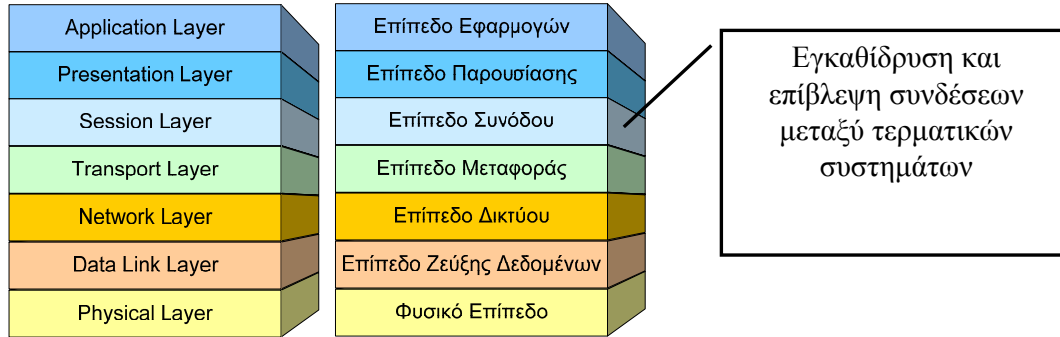 Application Layer
Presentation Layer
Session Layer
Transport Layer
Network Layer
Data Link Layer
Physical Layer
Επίπεδο Εφαρμογών
Επίπεδο Παρουσίασης
Επίπεδο Συνόδου
Επίπεδο Μεταφοράς
Επίπεδο Δικτύου
Επίπεδο Ζεύξης Δεδομένων
Φυσικό Επίπεδο
Εγκαθίδρυση και
επίβλεψη συνδέσεων
μεταξύ τερματικών
συστημάτων